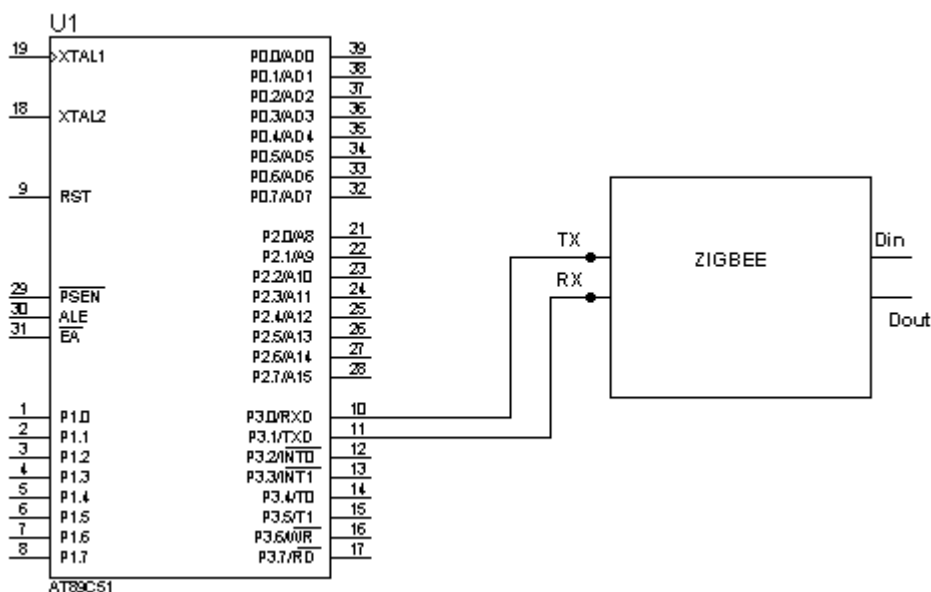 U1
19 XTAL1
18 XTAL2
9 RST
29 PSEN
30 ALE
31 EA
1 P1.0
2 P1.1
3 P1.2
4 P1.3
5 P1.4
6 P1.5
7 P1.6
8 P1.7
P0.0/AD0 39
P0.1/AD1 38
P0.2/AD2 37
P0.3/AD3 36
P0.4/AD4 35
P0.5/AD5 34
P0.6/AD6 33
P0.7/AD7 32
P2.0/A8 21
P2.1/A9 22
P2.2/A10 23
P2.3/A11 24
P2.4/A12 25
P2.5/A13 26
P2.6/A14 27
P2.7/A15 28
P3.0/RXD 10
P3.1/TXD 11
P3.2/INT0 12
P3.3/INT1 13
P3.4/T0 14
P3.5/T1 15
P3.6/WR 16
P3.7/RD 17
AT89C51
TX
RX
ZIGBEE
Din
Dout